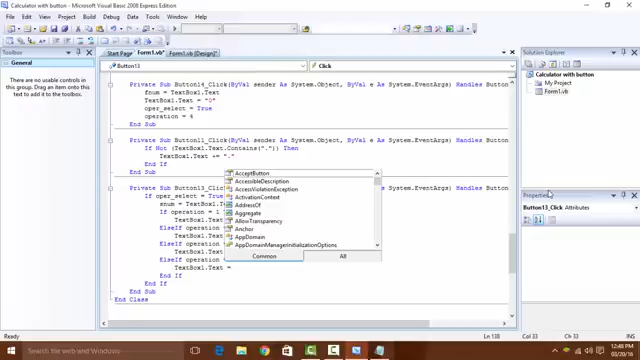 Calculator with button - Microsoft Visual Basic 2008 Express Edition
File Edit View Project Build Debug Data Tools Window Help
Toolbox
General
There are no usable controls in
this group. Drag an item onto this
text to add it to the toolbox.
Start Page Form1.vb* Form1.vb [Design]*
Button13 Click
Private Sub Button14_Click(ByVal sender As System.Object, ByVal e As System.EventArgs) Handles Button
fnum = TextBox1.Text
TextBox1.Text = "0"
oper_select = True
operation = 4
End Sub
Private Sub Button11_Click(ByVal sender As System.Object, ByVal e As System.EventArgs) Handles Button
If Not (TextBox1.Text.Contains(".") Then
TextBox1.Text += "."
End If
End Sub
Private Sub Button13_C
s System.EventArgs) Handles Button
If oper_select = True
snum = TextBox1.Te
If operation = 1
TextBox1.Text
ElseIf operation =
TextBox1.Text
ElseIf operation =
TextBox1.Text
ElseIf operation =
TextBox1.Text =
End If
End If
End Sub
End Class
AcceptButton
AccessibleDescription
AccessViolationException
ActivationContext
AddressOf
Aggregate
AllowTransparency
Anchor
AppDomain
AppDomainManagerInitializationOptions
Common All
Solution Explorer
Calculator with button
My Project
Form1.vb
Properties
Button13_Click Attributes
Ready Ln 138 Col 33 Ch 33 INS
Search the web and Windows
12:48 PM
03/20/16